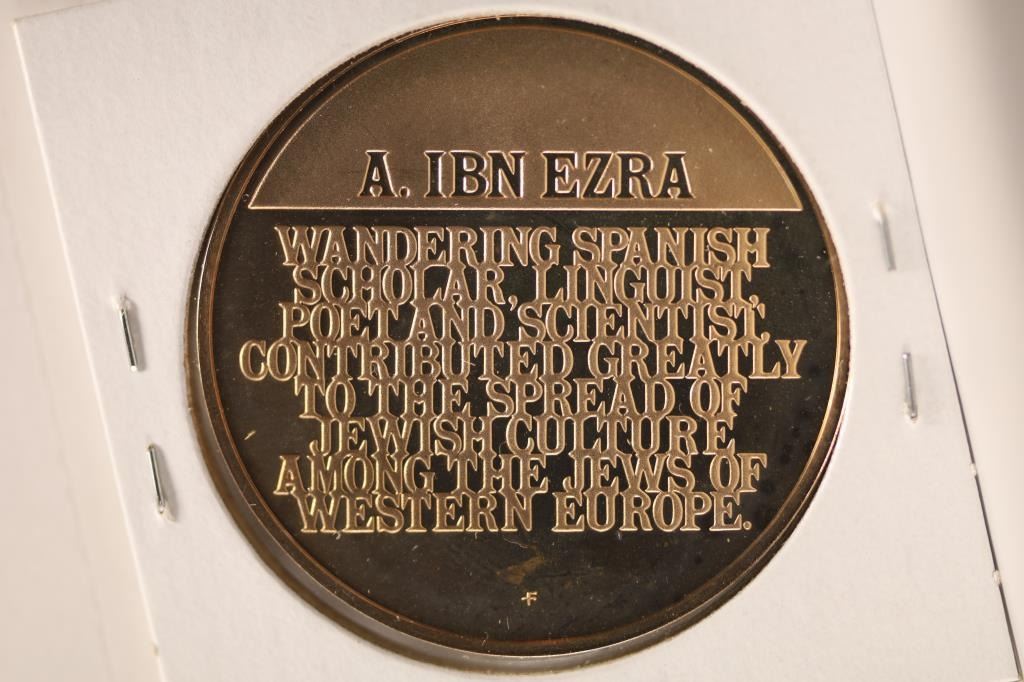 A. IBN EZRA
WANDERING SPANISH
SCHOLAR, LINGUIST,
POET AND SCIENTIST,
CONTRIBUTED GREATLY
TO THE SPREAD OF
JEWISH CULTURE
AMONG THE JEWS OF
WESTERN EUROPE.